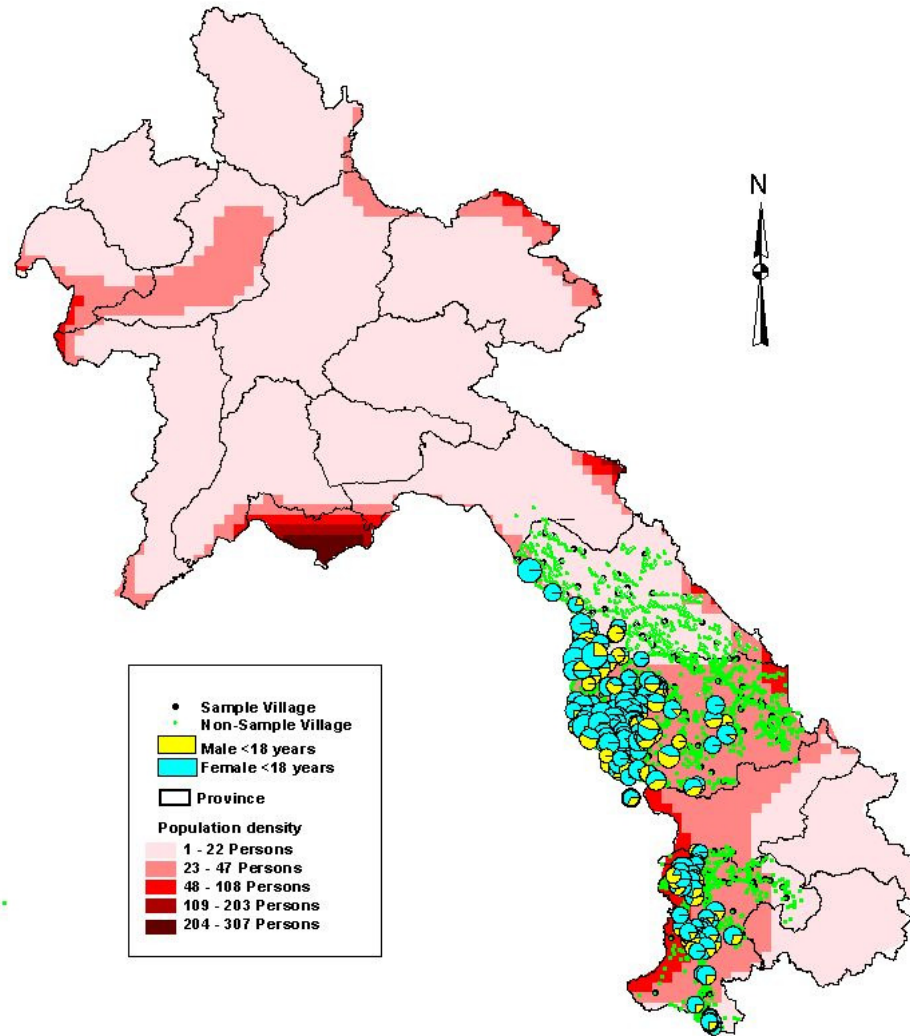 N
Sample Village
Non-Sample Village
Male <18 years
Female <18 years
Province
Population density
1 - 22 Persons
23 - 47 Persons
48 - 108 Persons
109 - 203 Persons
204 - 307 Persons